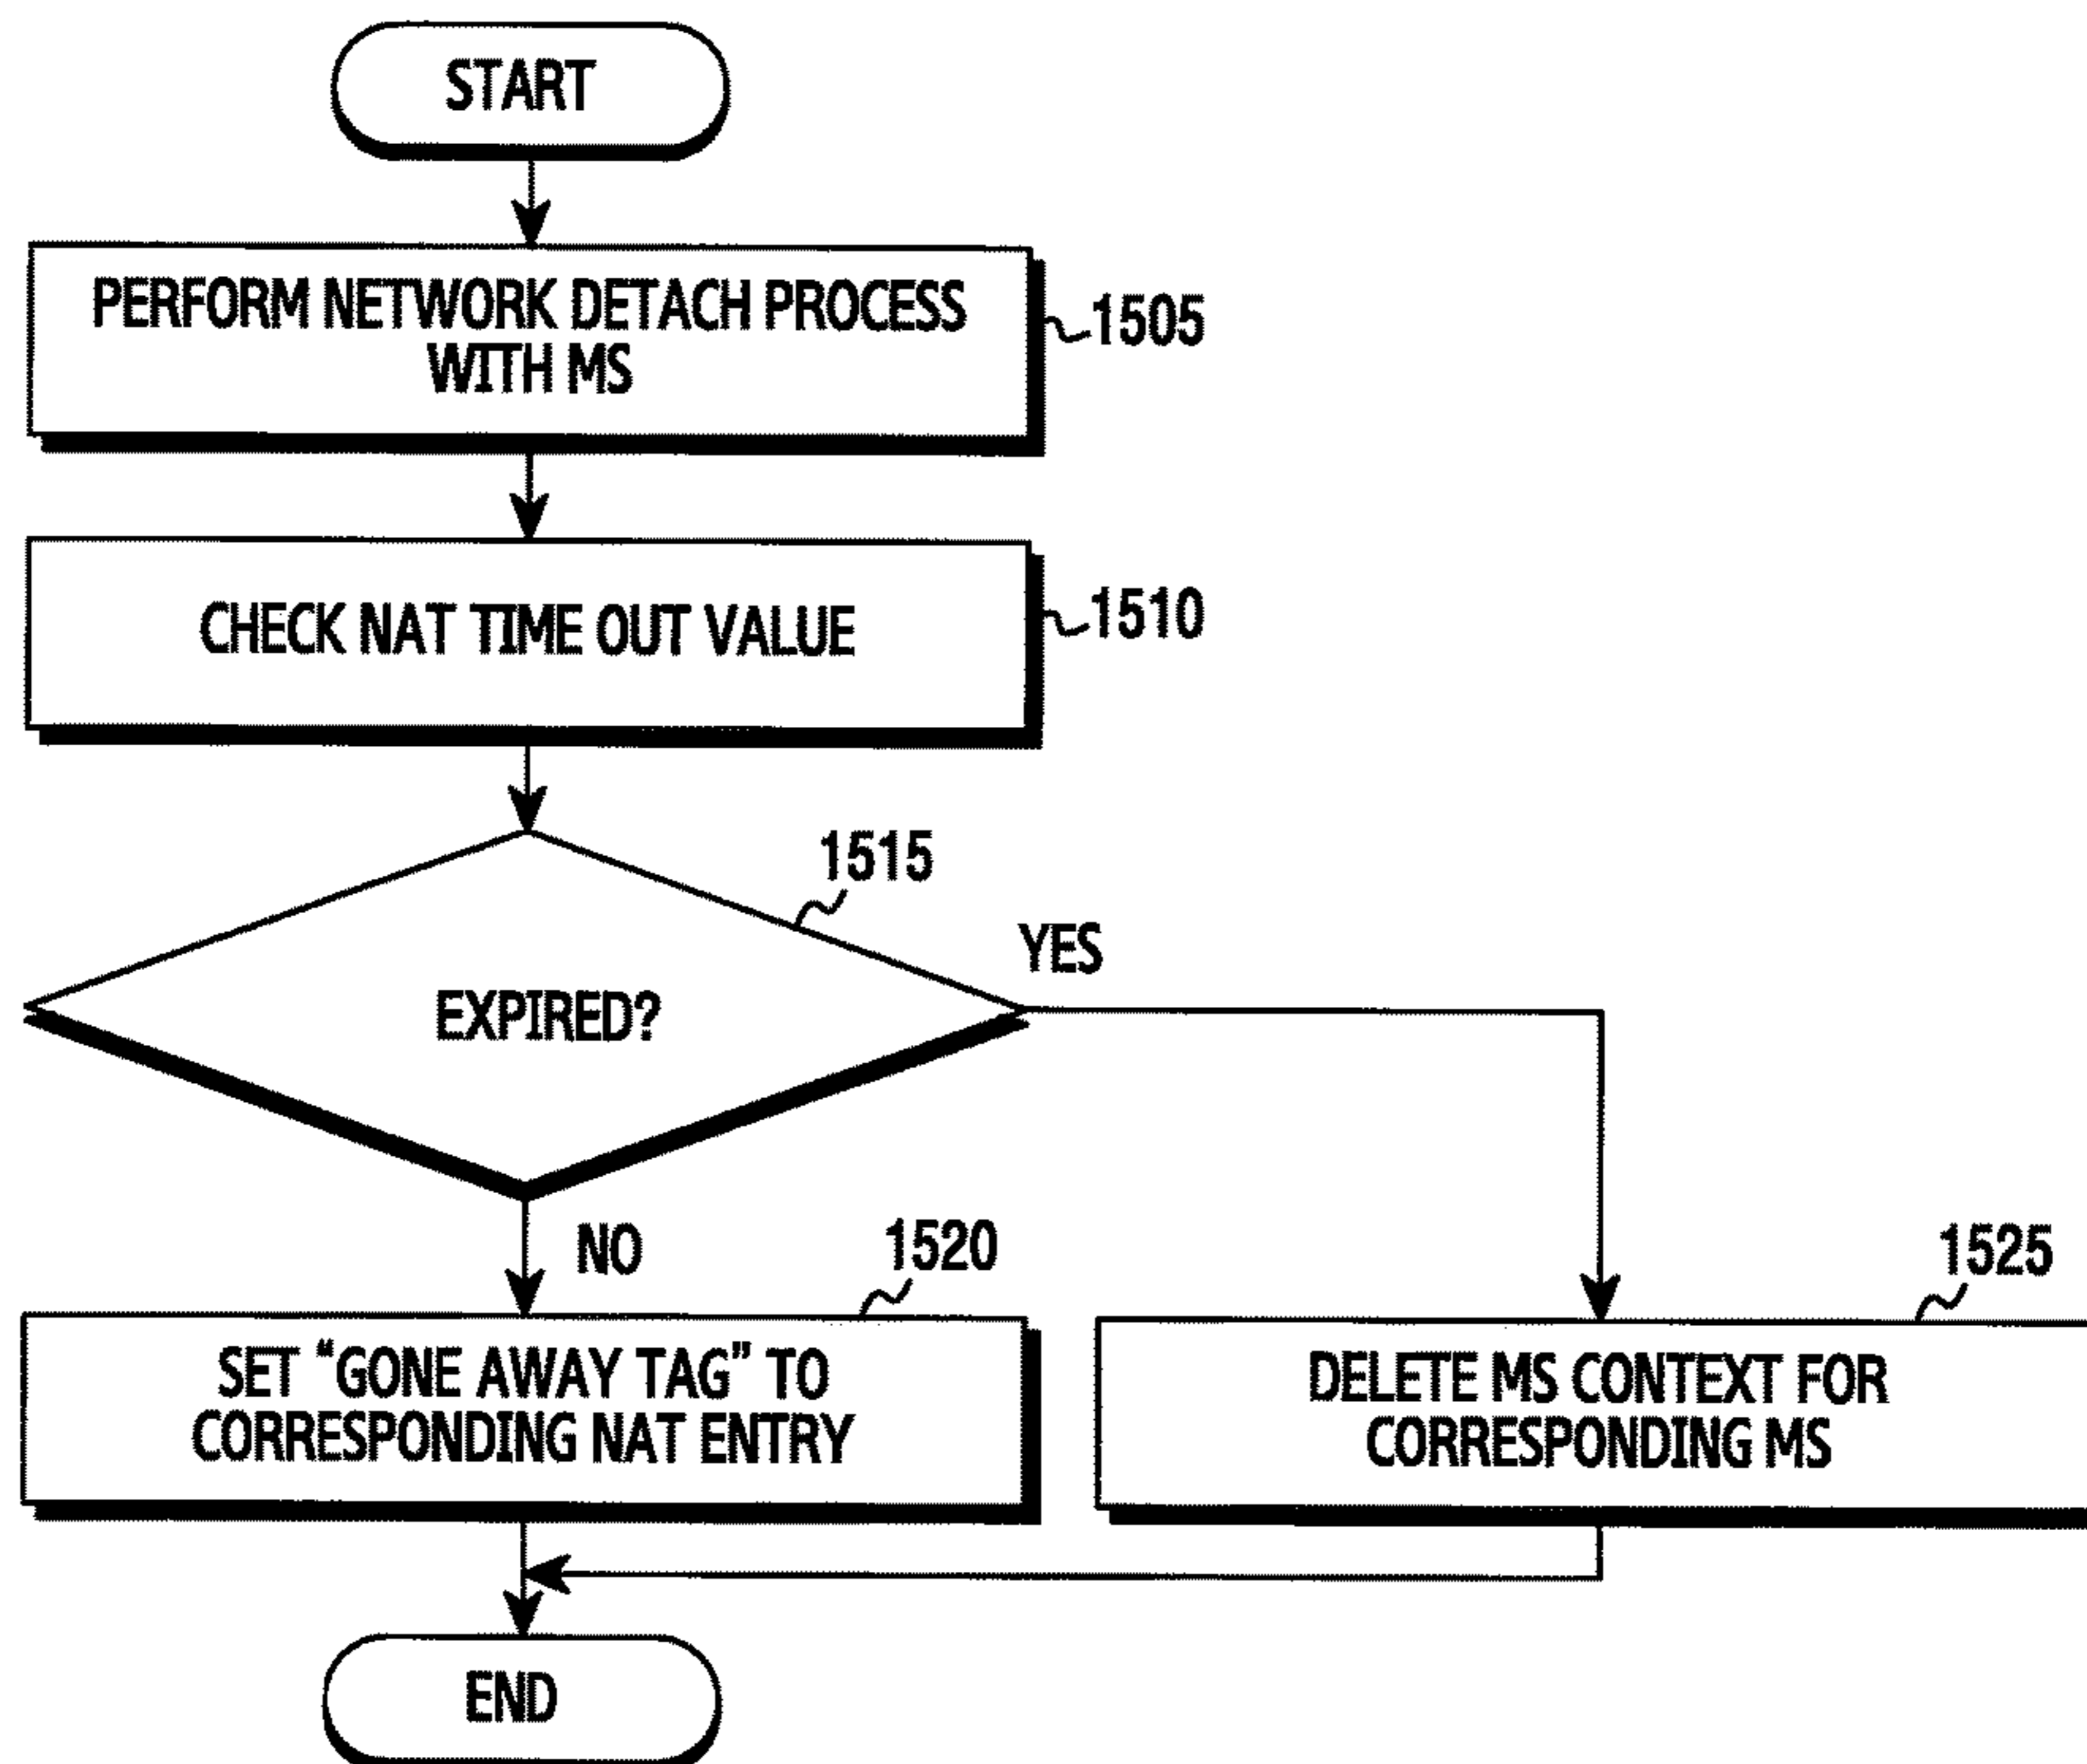 START
PERFORM NETWORK DETACH PROCESS
WITH MS
1505
CHECK NAT TIME OUT VALUE
1510
1515
EXPIRED?
YES
NO
1520
SET “GONE AWAY TAG” TO
CORRESPONDING NAT ENTRY
1525
DELETE MS CONTEXT FOR
CORRESPONDING MS
END